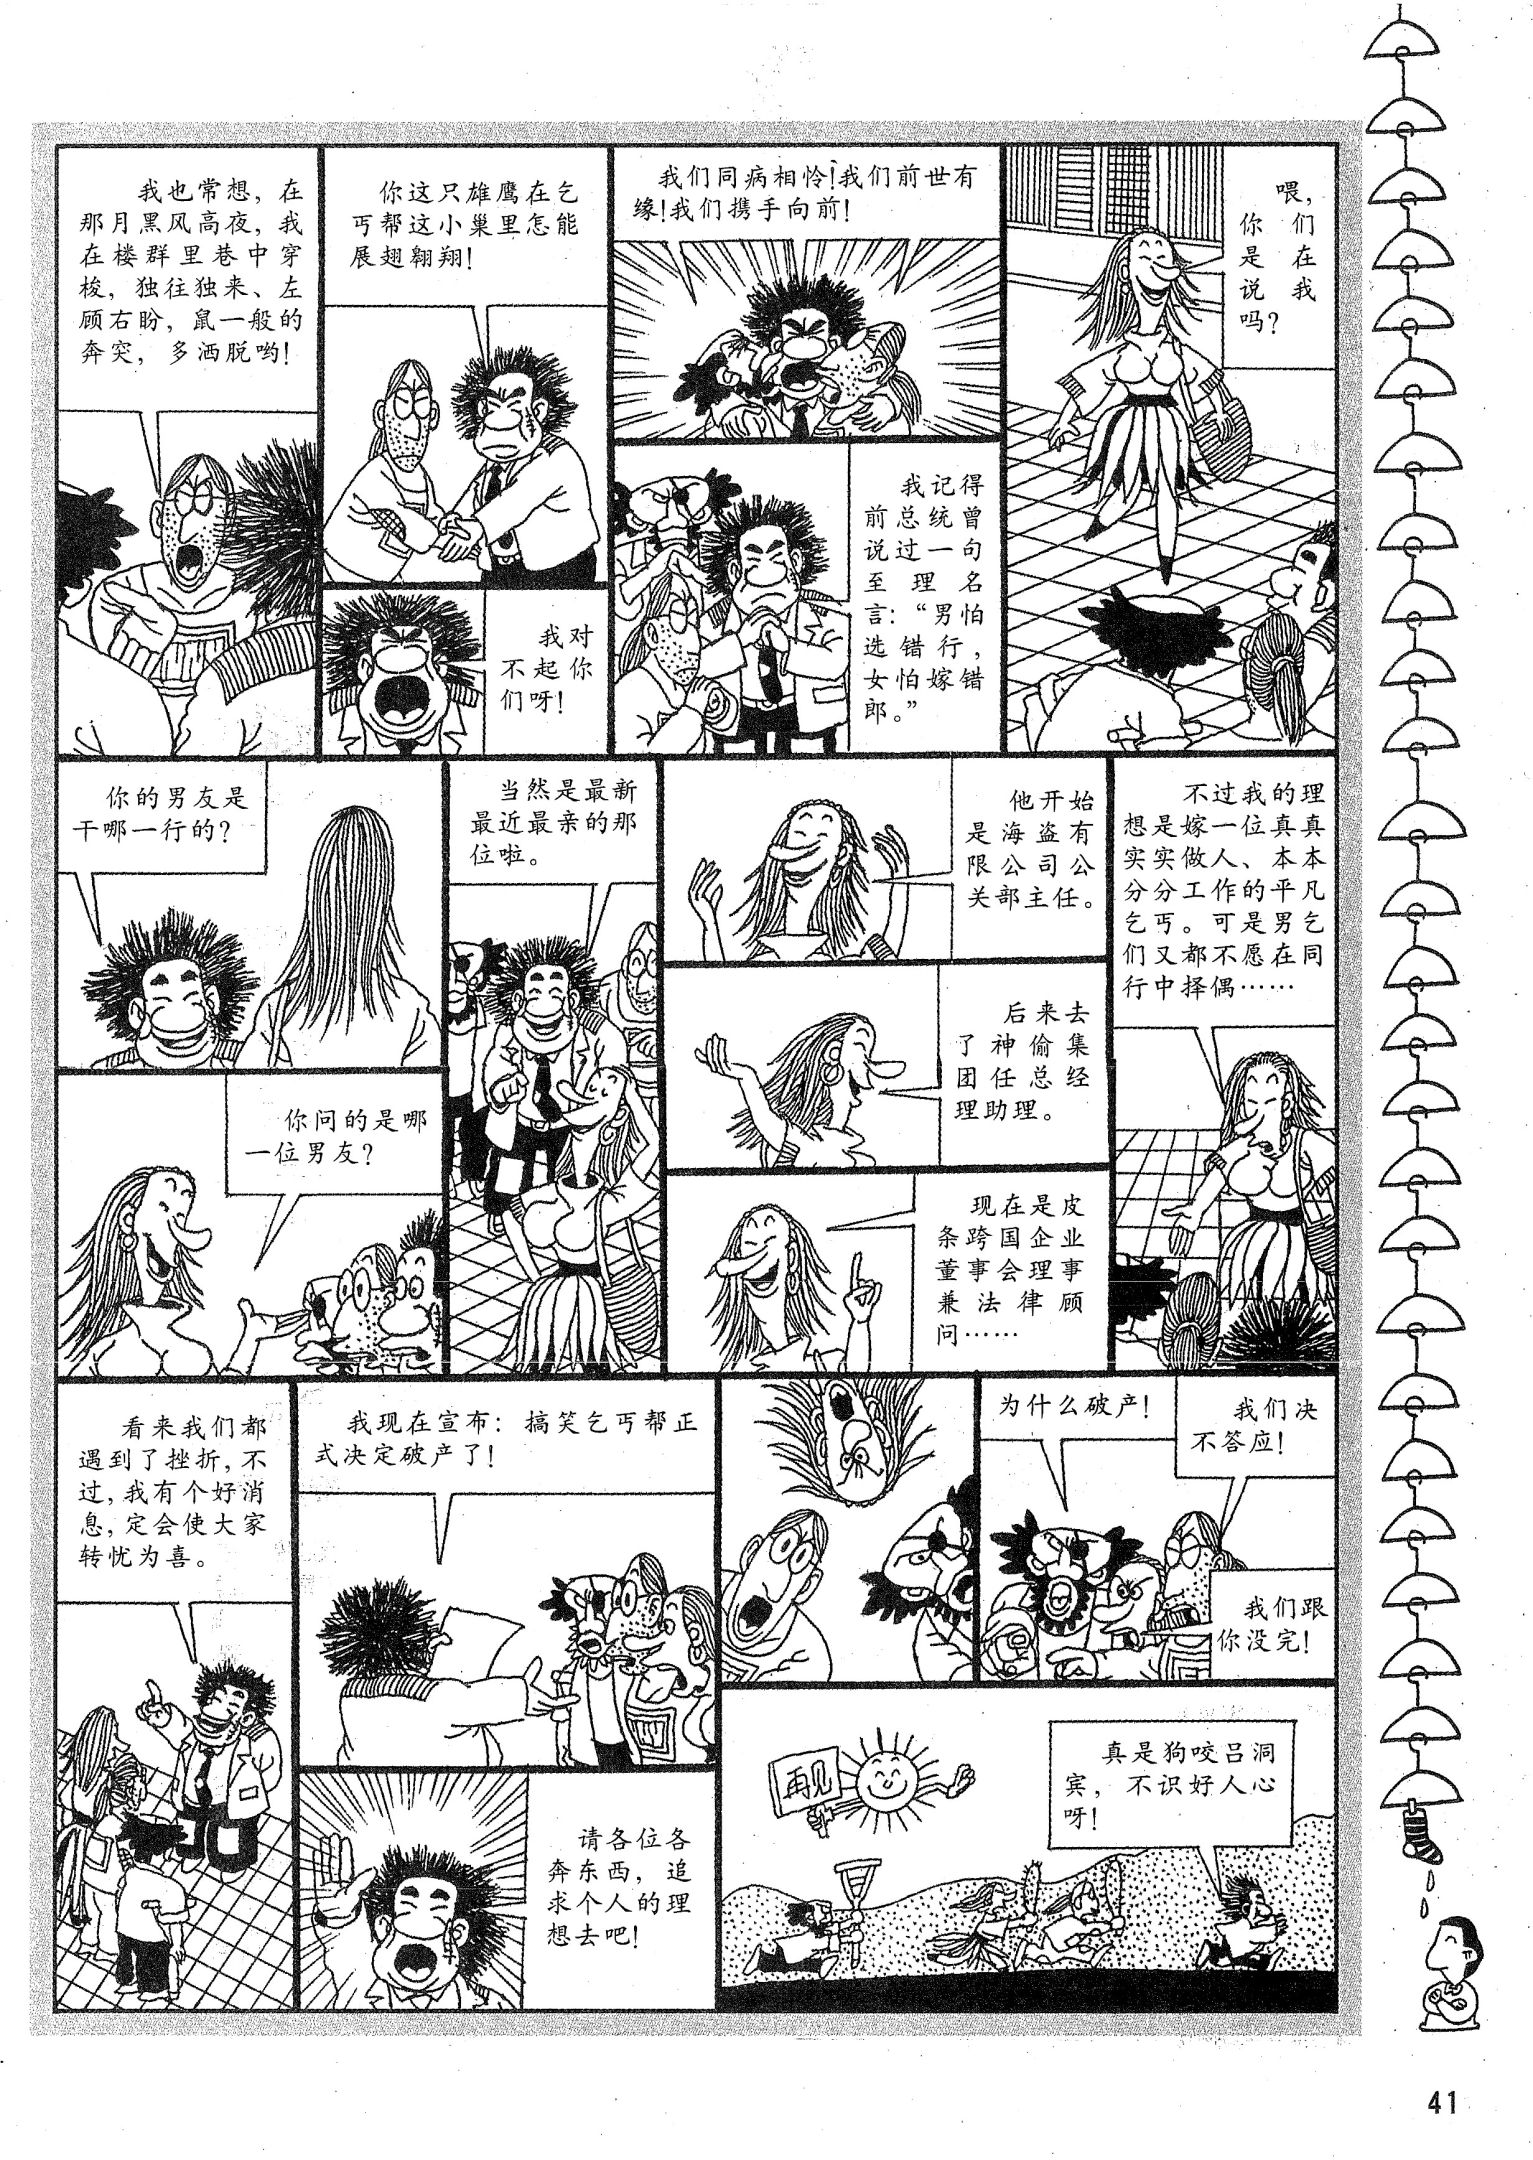 我也常想，在
那月黑风高夜，我
在楼群里巷中穿
梭，独往独来、左
顾右盼，鼠一般的
奔突，多洒脱哟！
你这只雄鹰在乞
丐帮这小巢里怎能
展翅翱翔！
我对
不起你
们呀！
我们同病相怜！我们前世有
缘！我们携手向前！
我记得
前总统曾
说过一句
至理名
言：“男怕
选错行，
女怕嫁错
郎。”
喂，
你们
是在
说我
吗？
你的男友是
干哪一行的？
你问的是哪
一位男友？
当然是最新
最近最亲的那
位啦。
他开始
是海盗有
限公司公
关部主任。
后来去
了神偷集
团任总经
理助理。
现在是皮
条跨国企业
董事会理事
兼法律顾
问……
不过我的理
想是嫁一位真真
实实做人、本本
分分工作的平凡
乞丐。可是男乞
们又都不愿在同
行中择偶……
看来我们都
遇到了挫折，不
过，我有个好消
息，定会使大家
转忧为喜。
我现在宣布：搞笑乞丐帮正
式决定破产了！
请各位各
奔东西，追
求个人的理
想去吧！
为什么破产！
我们决
不答应！
我们跟
你没完！
再见
真是狗咬吕洞
宾，不识好人心
呀！
41